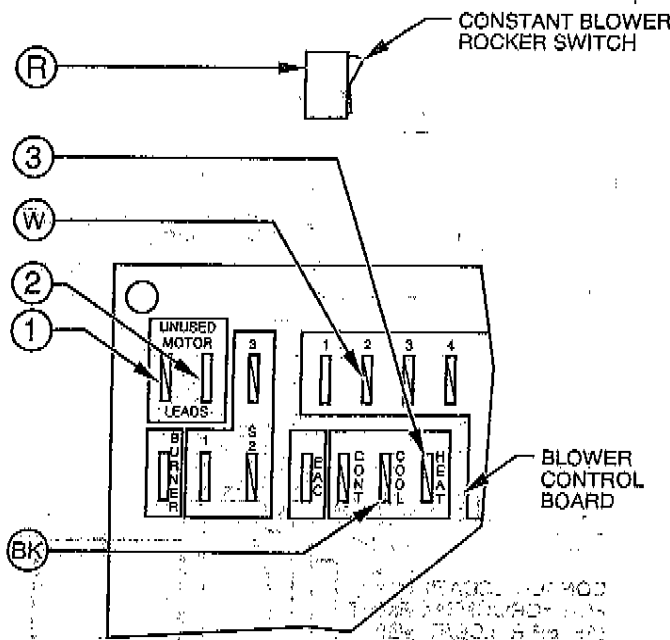 CONSTANT BLOWER
ROCKER SWITCH
R
3
W
2
1
UNUSED
MOTOR
LEADS
3
1 2 3 4
BURNER
1
S2
EAC
CONT
COOL
HEAT
BLOWER
CONTROL
BOARD
BK